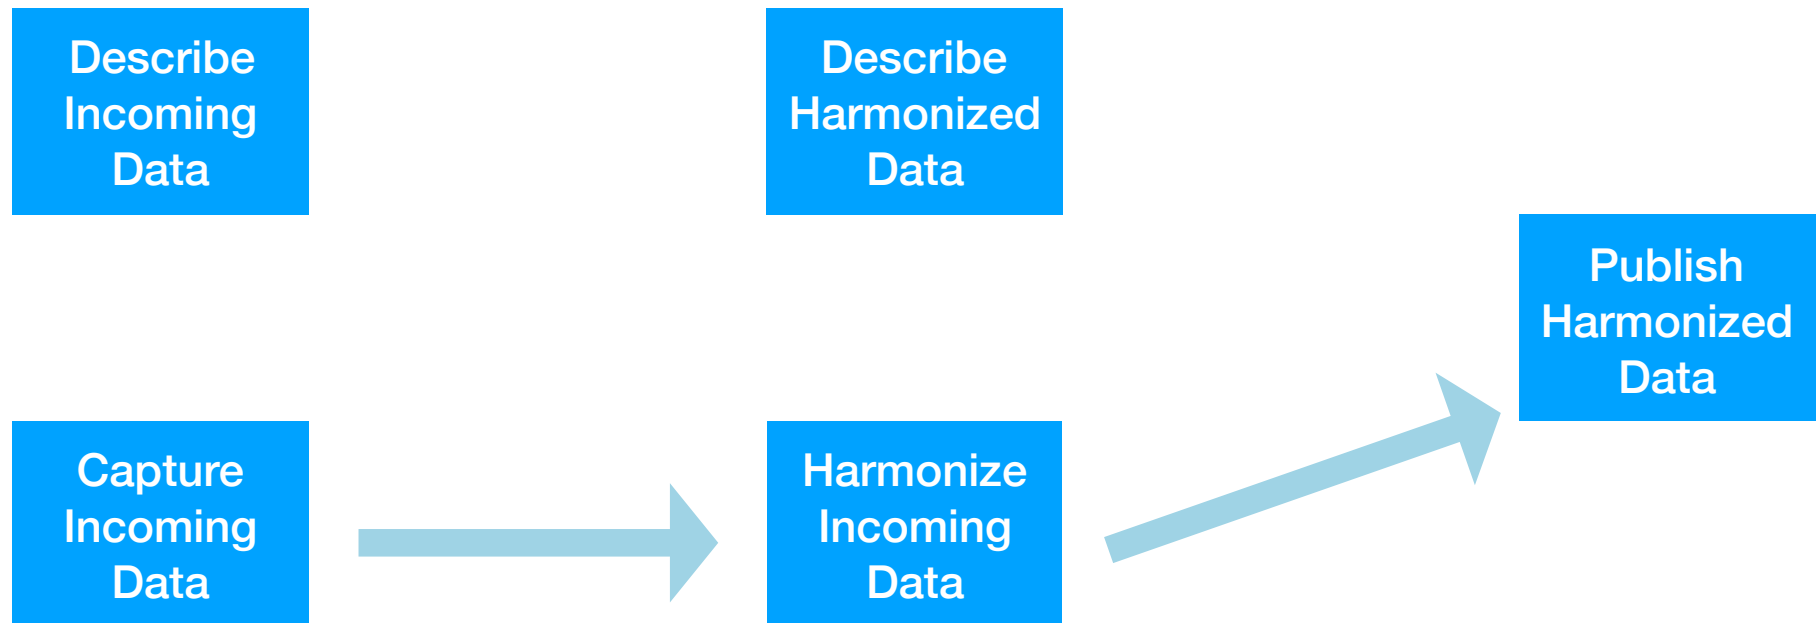 Describe
Incoming
Data
Describe
Harmonized
Data
Publish
Harmonized
Data
Capture
Incoming
Data
Harmonize
Incoming
Data